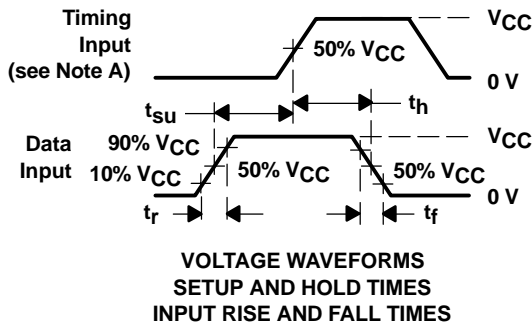 Timing
Input
(see Note A)
50% VCC
VCC
0 V
tsu
th
Data
Input
90% VCC
10% VCC
50% VCC
50% VCC
VCC
0 V
tr
tf
VOLTAGE WAVEFORMS
SETUP AND HOLD TIMES
INPUT RISE AND FALL TIMES